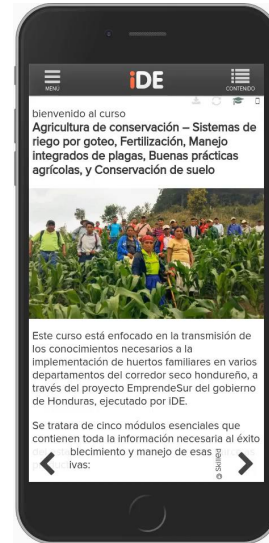 iDE
MENÚ
CONTENIDO
bienvenido al curso
Agricultura de conservación – Sistemas de
riego por goteo, Fertilización, Manejo
integrados de plagas, Buenas prácticas
agrícolas, y Conservación de suelo
Este curso está enfocado en la transmisión de
los conocimientos necesarios a la
implementación de huertos familiares en varios
departamentos del corredor seco hondureño, a
través del proyecto EmprendeSur del gobierno
de Honduras, ejecutado por iDE.
Se trata de cinco módulos esenciales que
contienen toda la información necesaria al éxito
blecimiento y manejo de esas
ivas:
Skilled